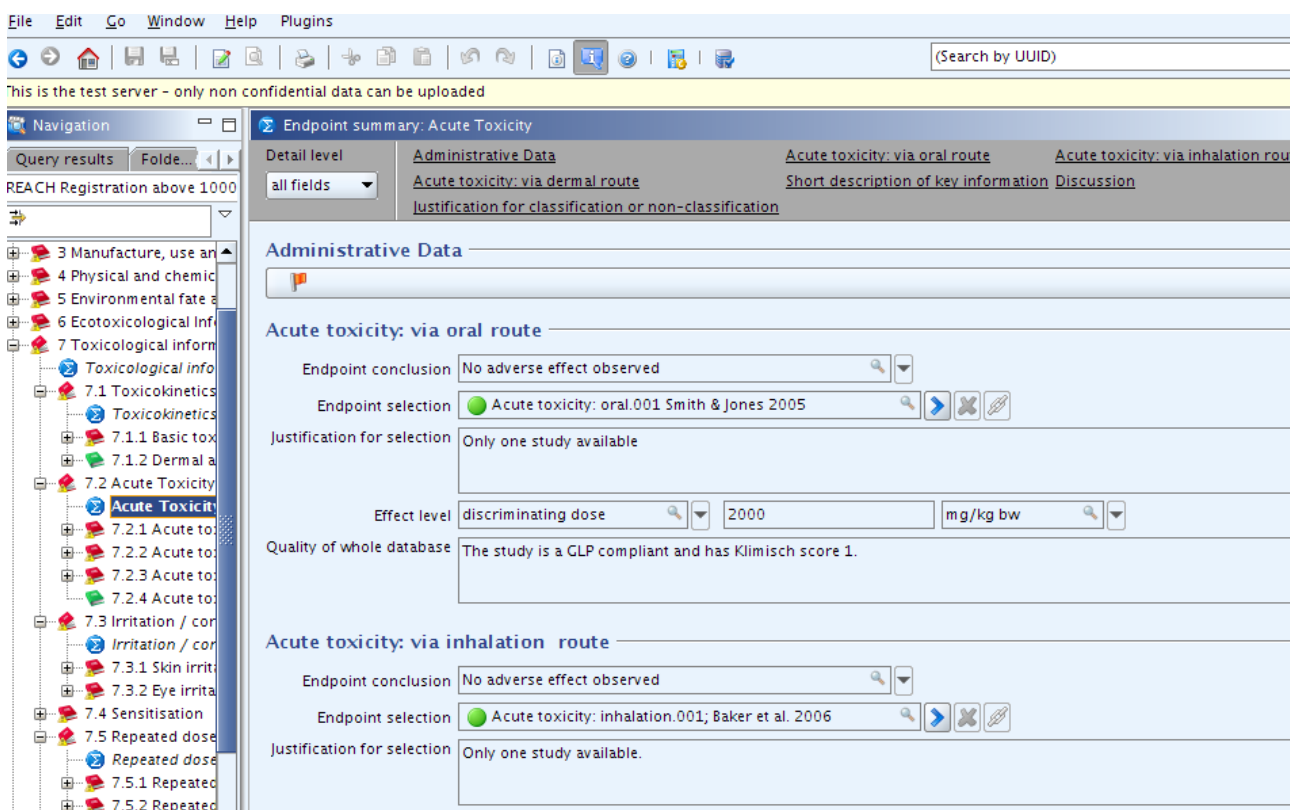 File Edit Go Window Help Plugins
(Search by UUID)
This is the test server - only non confidential data can be uploaded
Navigation
Query results Folde...
REACH Registration above 1000
3 Manufacture, use an
4 Physical and chemic
5 Environmental fate a
6 Ecotoxicological Inf
7 Toxicological inform
Toxicological info
7.1 Toxicokinetics
Toxicokinetics
7.1.1 Basic tox
7.1.2 Dermal a
7.2 Acute Toxicity
Acute Toxicity
7.2.1 Acute to
7.2.2 Acute to
7.2.3 Acute to
7.2.4 Acute to
7.3 Irritation / cor
Irritation / cor
7.3.1 Skin irrit
7.3.2 Eye irrita
7.4 Sensitisation
7.5 Repeated dose
Repeated dose
7.5.1 Repeated
7.5.2 Repeated
Endpoint summary: Acute Toxicity
Detail level
all fields
Administrative Data Acute toxicity: via oral route Acute toxicity: via inhalation rou
Acute toxicity: via dermal route Short description of key information Discussion
Justification for classification or non-classification
Administrative Data
Acute toxicity: via oral route
Endpoint conclusion No adverse effect observed
Endpoint selection Acute toxicity: oral.001 Smith & Jones 2005
Justification for selection Only one study available
Effect level discriminating dose 2000 mg/kg bw
Quality of whole database The study is a GLP compliant and has Klimisch score 1.
Acute toxicity: via inhalation route
Endpoint conclusion No adverse effect observed
Endpoint selection Acute toxicity: inhalation.001; Baker et al. 2006
Justification for selection Only one study available.